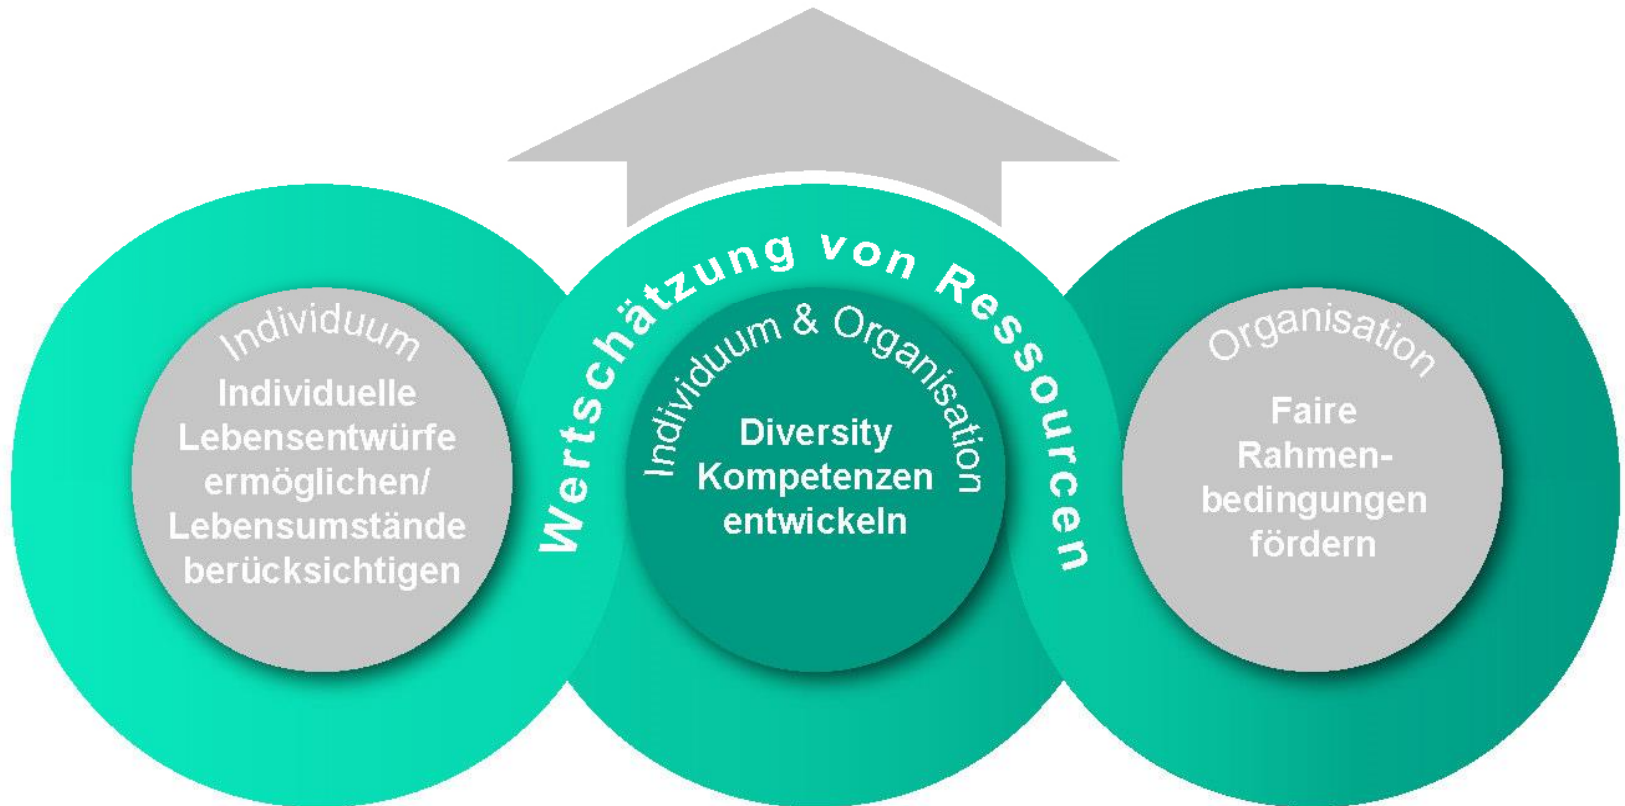 Wertschätzung von Ressourcen
Individuum
Individuelle
Lebensentwürfe
ermöglichen/
Lebensumstände
berücksichtigen
Individuum & Organisation
Diversity
Kompetenzen
entwickeln
Organisation
Faire
Rahmen-
bedingungen
fördern